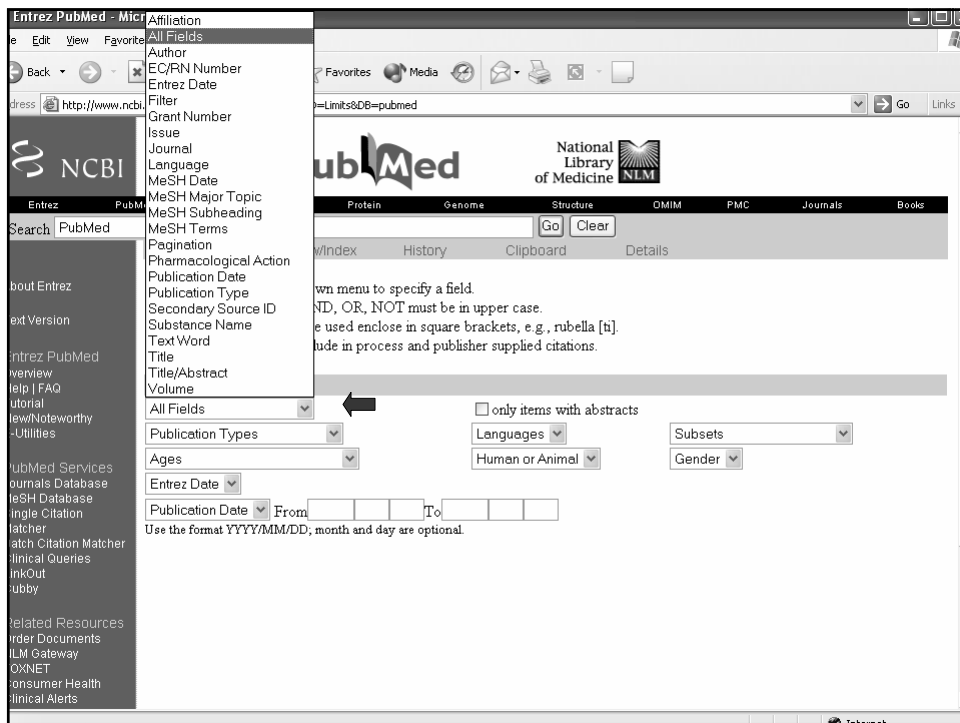 Entrez PubMed - Micr
Edit View Favorite
Back Favorites Media
http://www.ncbi. D=Limits&DB=pubmed Go Links
Affiliation
All Fields
Author
EC/RN Number
Entrez Date
Filter
Grant Number
Issue
Journal
Language
MeSH Date
MeSH Major Topic
MeSH Subheading
MeSH Terms
Pagination
Pharmacological Action
Publication Date
Publication Type
Secondary Source ID
Substance Name
Text Word
Title
Title/Abstract
Volume
NCBI
ubMed
National
Library
of Medicine NLM
Entrez PubM Protein Genome Structure OMIM PMC Journals Books
Search PubMed Go Clear
w/Index History Clipboard Details
wn menu to specify a field.
ND, OR, NOT must be in upper case.
e used enclose in square brackets, e.g., rubella [ti].
lude in process and publisher supplied citations.
All Fields only items with abstracts
Publication Types Languages Subsets
Ages Human or Animal Gender
Entrez Date
Publication Date From To
Use the format YYYY/MM/DD; month and day are optional.
bout Entrez
ext Version
ntrez PubMed
verview
elp | FAQ
utorial
ew/Noteworthy
-Utilities
ubMed Services
ournals Database
eSH Database
ingle Citation
atcher
atch Citation Matcher
linical Queries
inkOut
ubby
elated Resources
rder Documents
LM Gateway
OXNET
onsumer Health
linical Alerts